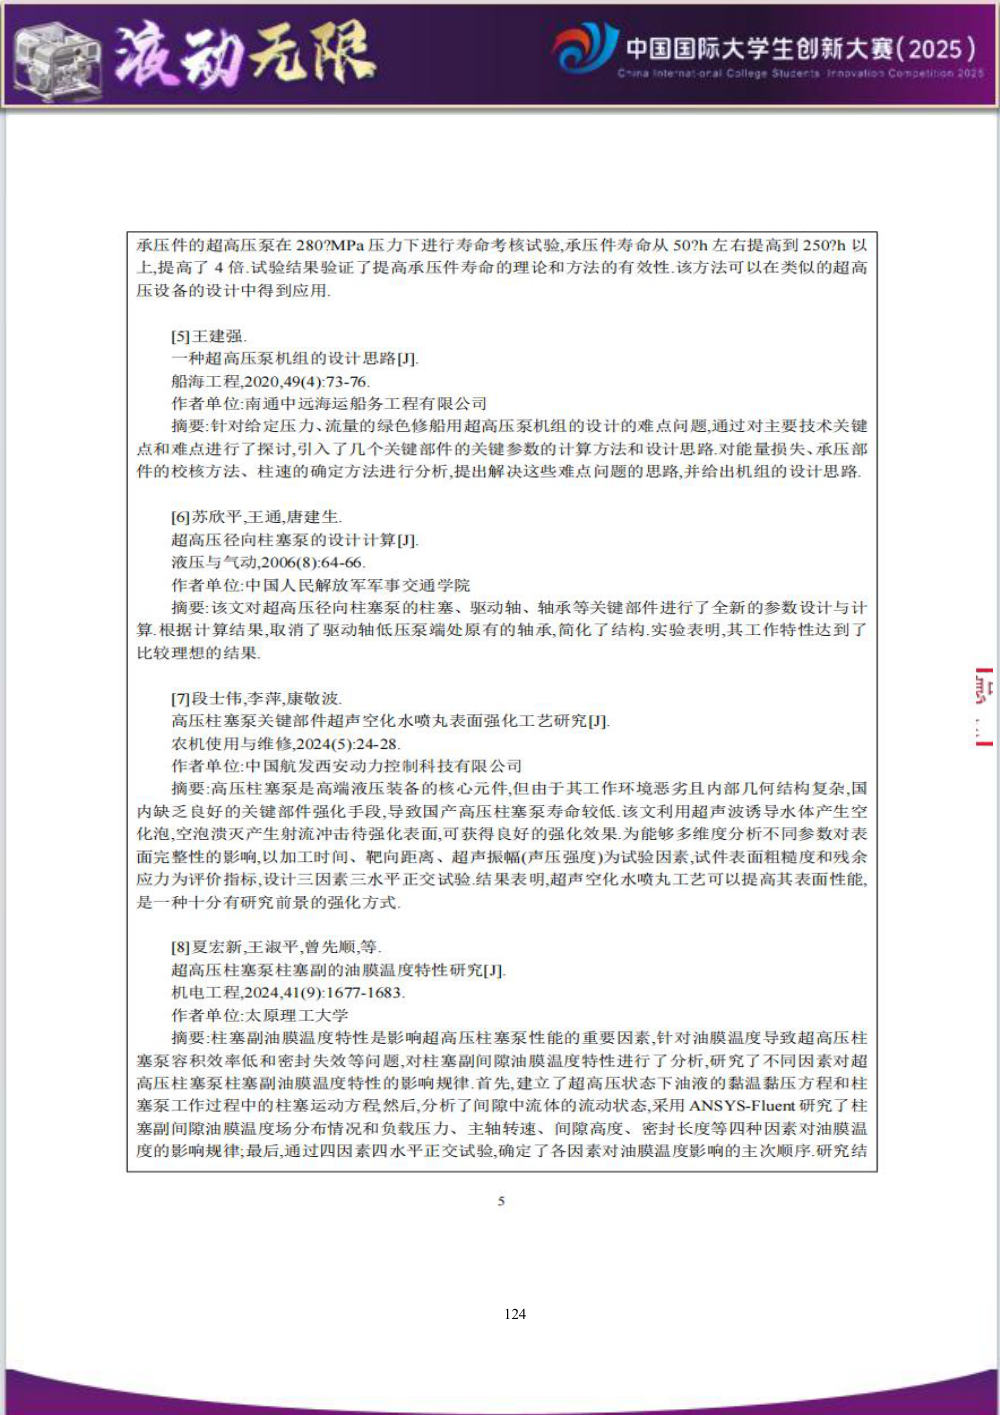 液动无限
中国国际大学生创新大赛(2025)
China International College Students Innovation Competition 2025
承压件的超高压泵在 280?MPa 压力下进行寿命考核试验,承压件寿命从 50?h 左右提高到 250?h 以
上,提高了 4 倍.试验结果验证了提高承压件寿命的理论和方法的有效性.该方法可以在类似的超高
压设备的设计中得到应用.
[5]王建强.
一种超高压泵机组的设计思路[J].
船海工程,2020,49(4):73-76.
作者单位:南通中远海运船务工程有限公司
摘要:针对给定压力、流量的绿色修船用超高压泵机组的设计的难点问题,通过对主要技术关键
点和难点进行了探讨,引入了几个关键部件的关键参数的计算方法和设计思路.对能量损失、承压部
件的校核方法、柱速的确定方法进行分析,提出解决这些难点问题的思路,并给出机组的设计思路.
[6]苏欣平,王通,唐建生.
超高压径向柱塞泵的设计计算[J].
液压与气动,2006(8):64-66.
作者单位:中国人民解放军军事交通学院
摘要:该文对超高压径向柱塞泵的柱塞、驱动轴、轴承等关键部件进行了全新的参数设计与计
算.根据计算结果,取消了驱动轴低压泵端处原有的轴承,简化了结构.实验表明,其工作特性达到了
比较理想的结果.
[7]段士伟,李萍,康敬波.
高压柱塞泵关键部件超声空化水喷丸表面强化工艺研究[J].
农机使用与维修,2024(5):24-28.
作者单位:中国航发西安动力控制科技有限公司
摘要:高压柱塞泵是高端液压装备的核心元件,但由于其工作环境恶劣且内部几何结构复杂,国
内缺乏良好的关键部件强化手段,导致国产高压柱塞泵寿命较低.该文利用超声波诱导水体产生空
化泡,空泡溃灭产生射流冲击待强化表面,可获得良好的强化效果.为能够多维度分析不同参数对表
面完整性的影响,以加工时间、靶向距离、超声振幅(声压强度)为试验因素,试件表面粗糙度和残余
应力为评价指标,设计三因素三水平正交试验.结果表明,超声空化水喷丸工艺可以提高其表面性能,
是一种十分有研究前景的强化方式.
[8]夏宏新,王淑平,曾先顺,等.
超高压柱塞泵柱塞副的油膜温度特性研究[J].
机电工程,2024,41(9):1677-1683.
作者单位:太原理工大学
摘要:柱塞副油膜温度特性是影响超高压柱塞泵性能的重要因素,针对油膜温度导致超高压柱
塞泵容积效率低和密封失效等问题,对柱塞副间隙油膜温度特性进行了分析,研究了不同因素对超
高压柱塞泵柱塞副油膜温度特性的影响规律.首先,建立了超高压状态下油液的黏温黏压方程和柱
塞泵工作过程中的柱塞运动方程;然后,分析了间隙中流体的流动状态,采用 ANSYS-Fluent 研究了柱
塞副间隙油膜温度场分布情况和负载压力、主轴转速、间隙高度、密封长度等四种因素对油膜温
度的影响规律;最后,通过四因素四水平正交试验,确定了各因素对油膜温度影响的主次顺序.研究结
5
124